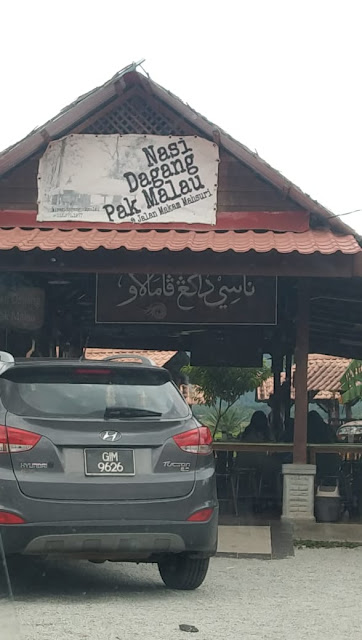 Nasi
Dagang
Pak Malau
@ Jalan Makam Mahsuri
ناسي داڬڠ ڤق مالاو
HYUNDAI
TUCSON
GIM
9626